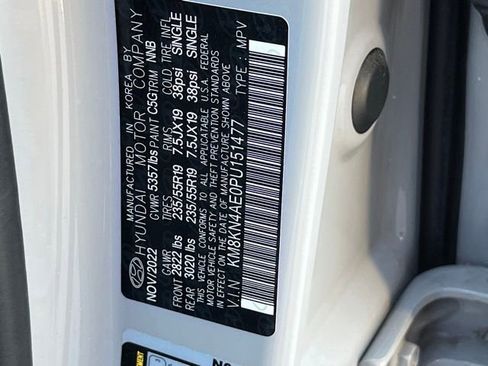 MANUFACTURED IN KOREA BY
HYUNDAI MOTOR COMPANY
NOV/2022 GVWR 5357lbs PAINT C5G TRIM NNB
GAWR TIRES RIMS COLD TIRE INFL
FRONT 2822 lbs 235/55R19 7.5JX19 38psi SINGLE
REAR 3020 lbs 235/55R19 7.5JX19 38psi SINGLE
THIS VEHICLE CONFORMS TO ALL APPLICABLE U.S.A. FEDERAL
MOTOR VEHICLE SAFETY AND THEFT PREVENTION STANDARDS
IN EFFECT ON THE DATE OF MANUFACTURE SHOWN ABOVE.
V.I.N : KM8KN4AE0PU151477 TYPE : MPV